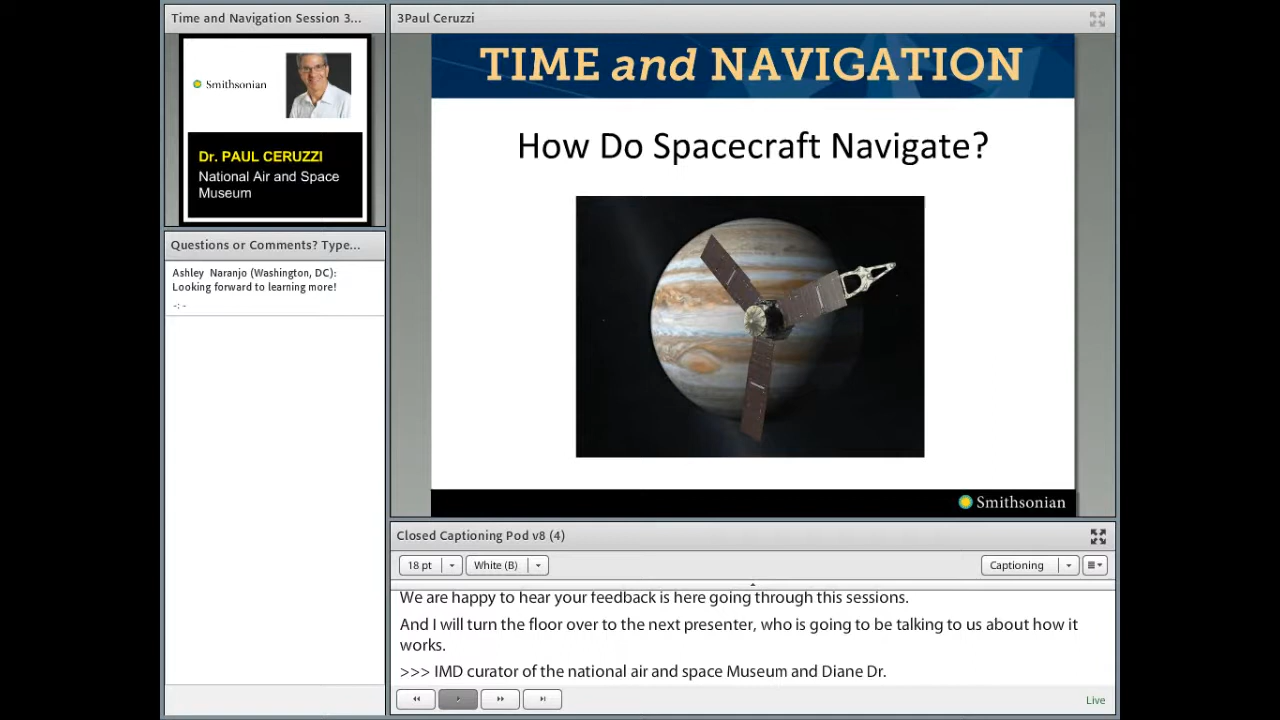 Time and Navigation Session 3...
Smithsonian
Dr. PAUL CERUZZI
National Air and Space
Museum
Questions or Comments? Type...
Ashley Naranjo (Washington, DC):
Looking forward to learning more!
-: -
3Paul Ceruzzi
TIME and NAVIGATION
How Do Spacecraft Navigate?
Smithsonian
Closed Captioning Pod v8 (4)
18 pt
White (B)
Captioning
We are happy to hear your feedback is here going through this sessions.
And I will turn the floor over to the next presenter, who is going to be talking to us about how it
works.
>>> IMD curator of the national air and space Museum and Diane Dr.
Live